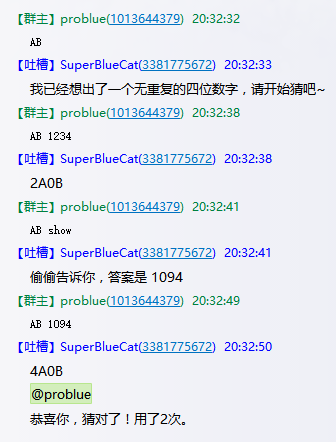 【群主】problue(1013644379) 20:32:32
AB
【吐槽】SuperBlueCat(3381775672) 20:32:33
我已经想出了一个无重复的四位数字，请开始猜吧~
【群主】problue(1013644379) 20:32:38
AB 1234
【吐槽】SuperBlueCat(3381775672) 20:32:38
2A0B
【群主】problue(1013644379) 20:32:41
AB show
【吐槽】SuperBlueCat(3381775672) 20:32:41
偷偷告诉你，答案是 1094
【群主】problue(1013644379) 20:32:49
AB 1094
【吐槽】SuperBlueCat(3381775672) 20:32:50
4A0B
@problue
恭喜你，猜对了！用了2次。